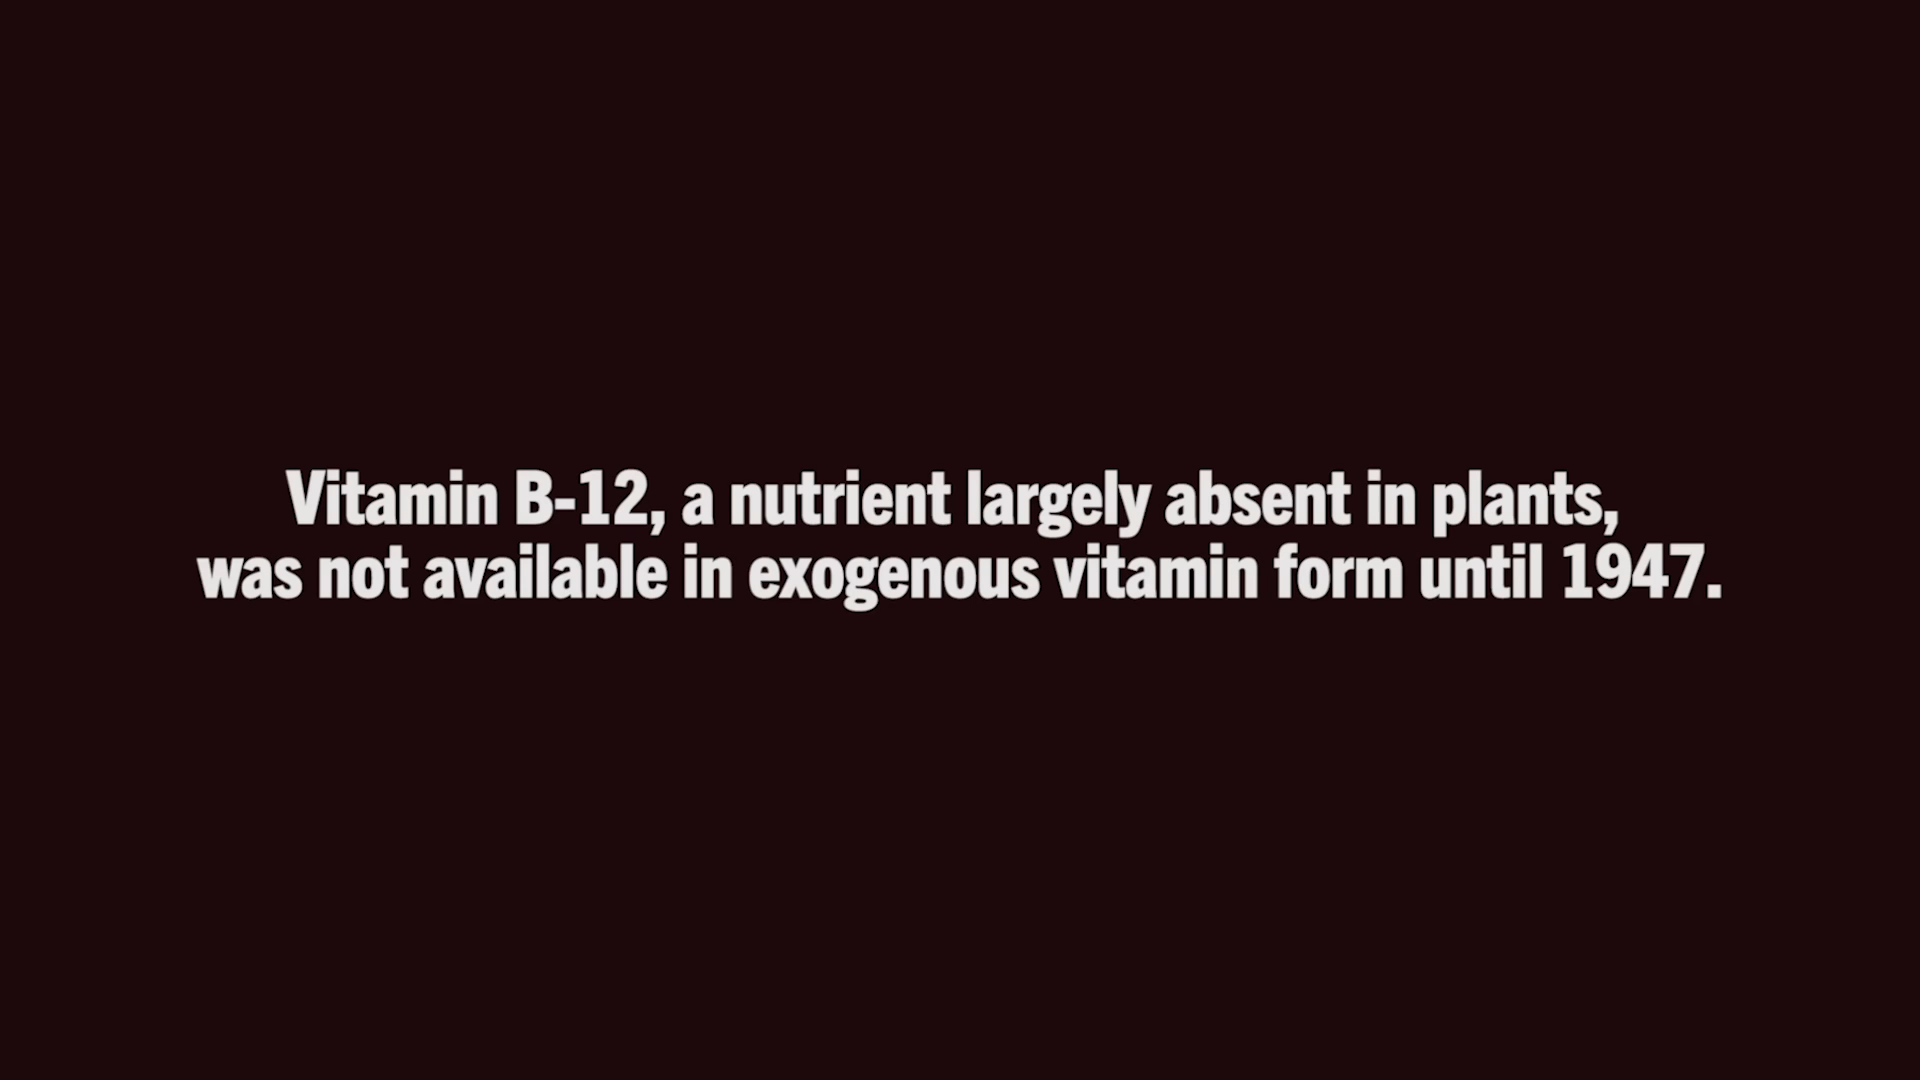 Vitamin B-12, a nutrient largely absent in plants,
was not available in exogenous vitamin form until 1947.